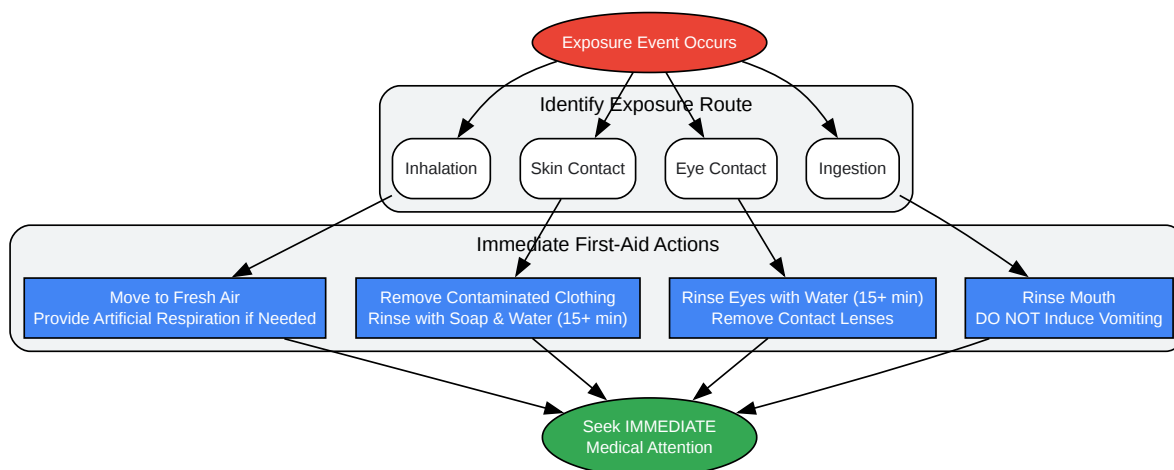 Exposure Event Occurs
Identify Exposure Route
Inhalation
Skin Contact
Eye Contact
Ingestion
Immediate First-Aid Actions
Move to Fresh Air
Provide Artificial Respiration if Needed
Remove Contaminated Clothing
Rinse with Soap & Water (15+ min)
Rinse Eyes with Water (15+ min)
Remove Contact Lenses
Rinse Mouth
DO NOT Induce Vomiting
Seek IMMEDIATE
Medical Attention